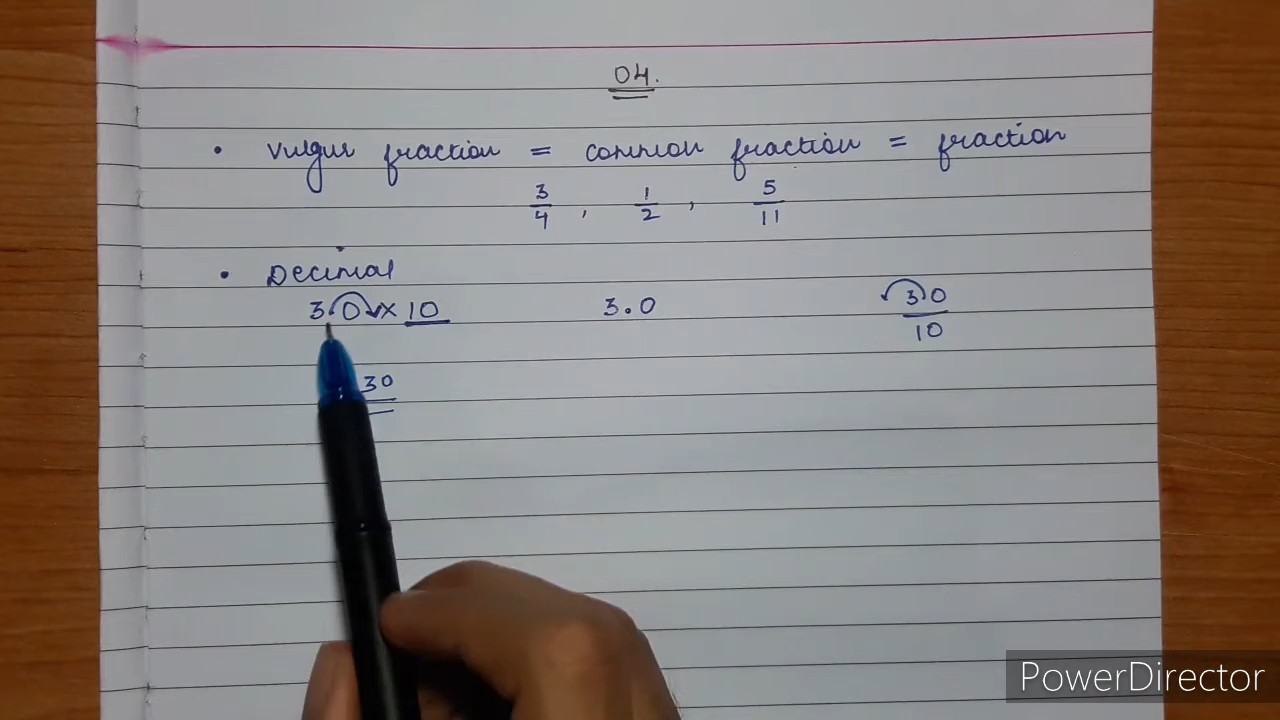 04.
• vulgur fraction = common fraction = fraction
3/4 , 1/2 , 5/11
• Decimal
3.0 × 10 3.0 30/10
30
PowerDirector